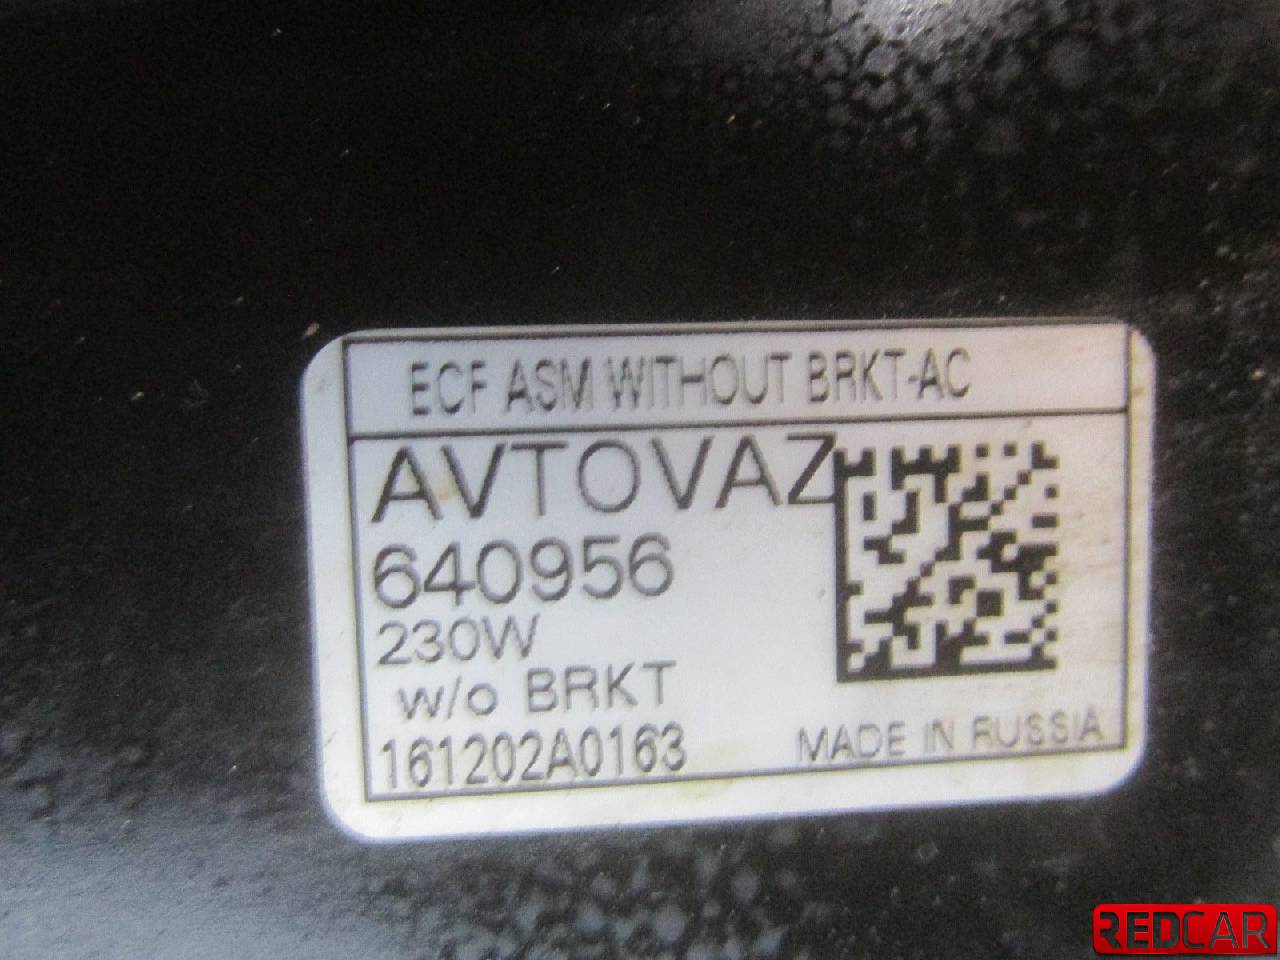 ECF ASM WITHOUT BRKT-AC
AVTOVAZ
640956
230W
w/o BRKT
161202A0163
MADE IN RUSSIA
REDCAR